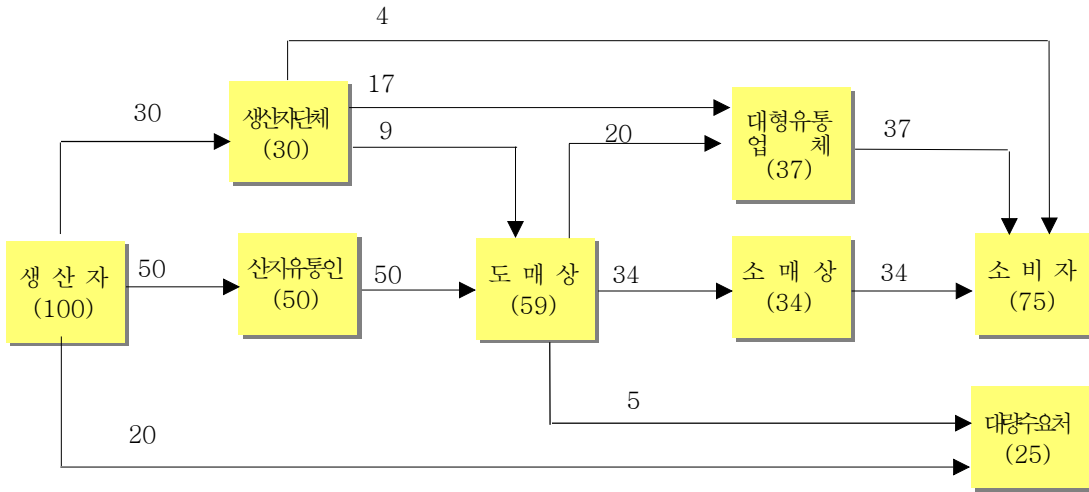 4
17
30
생산자단체
(30)
9
20
대형유통
업 체
(37)
37
생 산 자
(100)
50
산지유통인
(50)
50
도 매 상
(59)
34
소 매 상
(34)
34
소 비 자
(75)
5
20
대량수요처
(25)